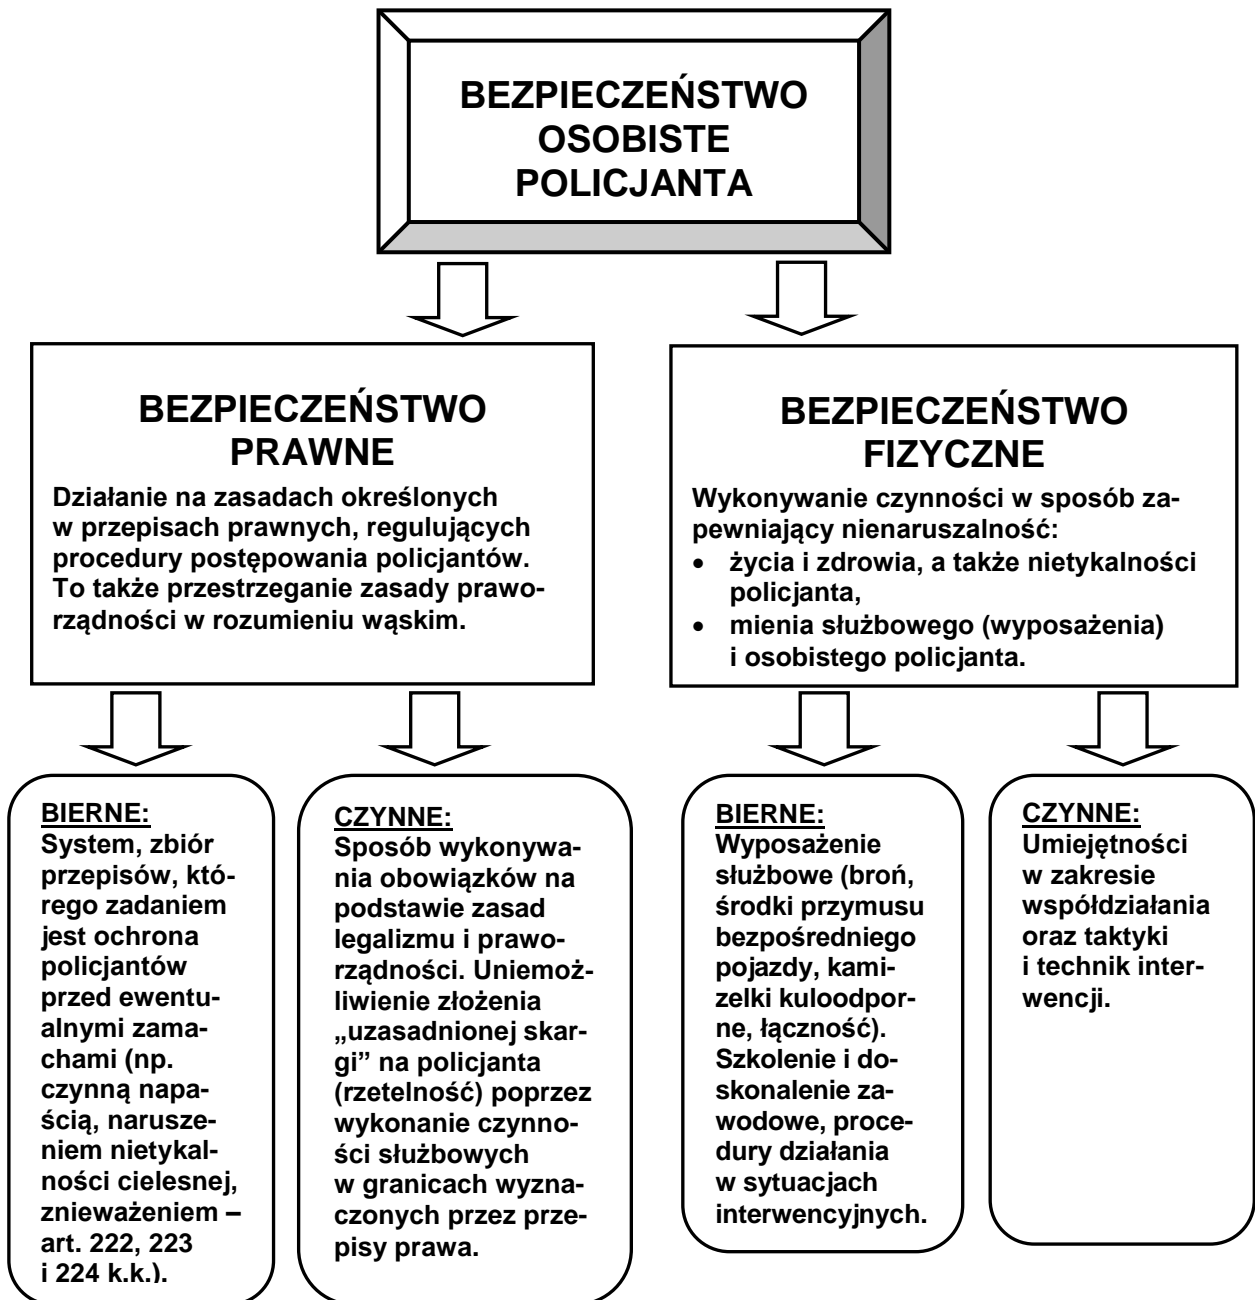 BEZPIECZEŃSTWO
OSOBISTE
POLICJANTA
BEZPIECZEŃSTWO
PRAWNE
Działanie na zasadach określonych
w przepisach prawnych, regulujących
procedury postępowania policjantów.
To także przestrzeganie zasady prawo-
rządności w rozumieniu wąskim.
BEZPIECZEŃSTWO
FIZYCZNE
Wykonywanie czynności w sposób za-
pewniający nienaruszalność:
• życia i zdrowia, a także nietykalności
policjanta,
• mienia służbowego (wyposażenia)
i osobistego policjanta.
BIERNE:
System, zbiór
przepisów, któ-
rego zadaniem
jest ochrona
policjantów
przed ewentu-
alnymi zama-
chami (np.
czynną napa-
ścią, narusze-
niem nietykal-
ności cielesnej,
znieważeniem –
art. 222, 223
i 224 k.k.).
CZYNNE:
Sposób wykonywa-
nia obowiązków na
podstawie zasad
legalizmu i prawo-
rządności. Uniemoż-
liwienie złożenia
„uzasadnionej skar-
gi” na policjanta
(rzetelność) poprzez
wykonanie czynno-
ści służbowych
w granicach wyzna-
czonych przez prze-
pisy prawa.
BIERNE:
Wyposażenie
służbowe (broń,
środki przymusu
bezpośredniego
pojazdy, kami-
zelki kuloodpor-
ne, łączność).
Szkolenie i do-
skonalenie za-
wodowe, proce-
dury działania
w sytuacjach
interwencyjnych.
CZYNNE:
Umiejętności
w zakresie
współdziałania
oraz taktyki
i technik inter-
wencji.